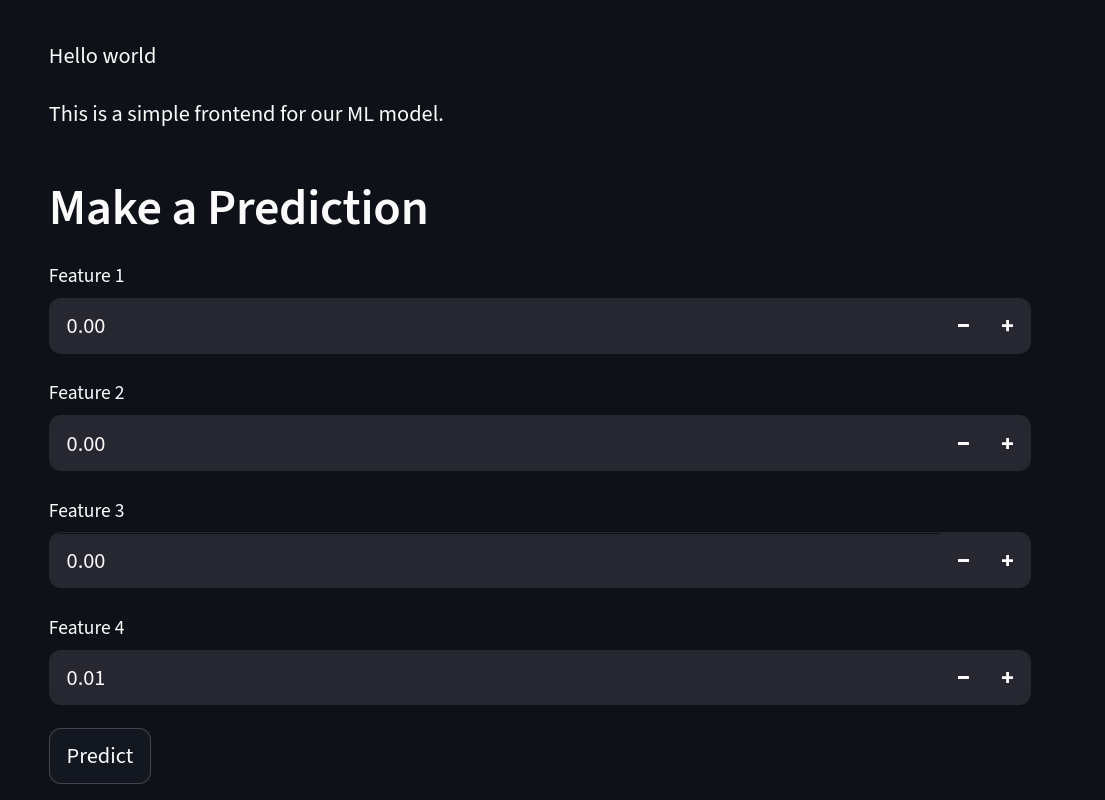 Hello world
This is a simple frontend for our ML model.
Make a Prediction
Feature 1
0.00 − +
Feature 2
0.00 − +
Feature 3
0.00 − +
Feature 4
0.01 − +
Predict